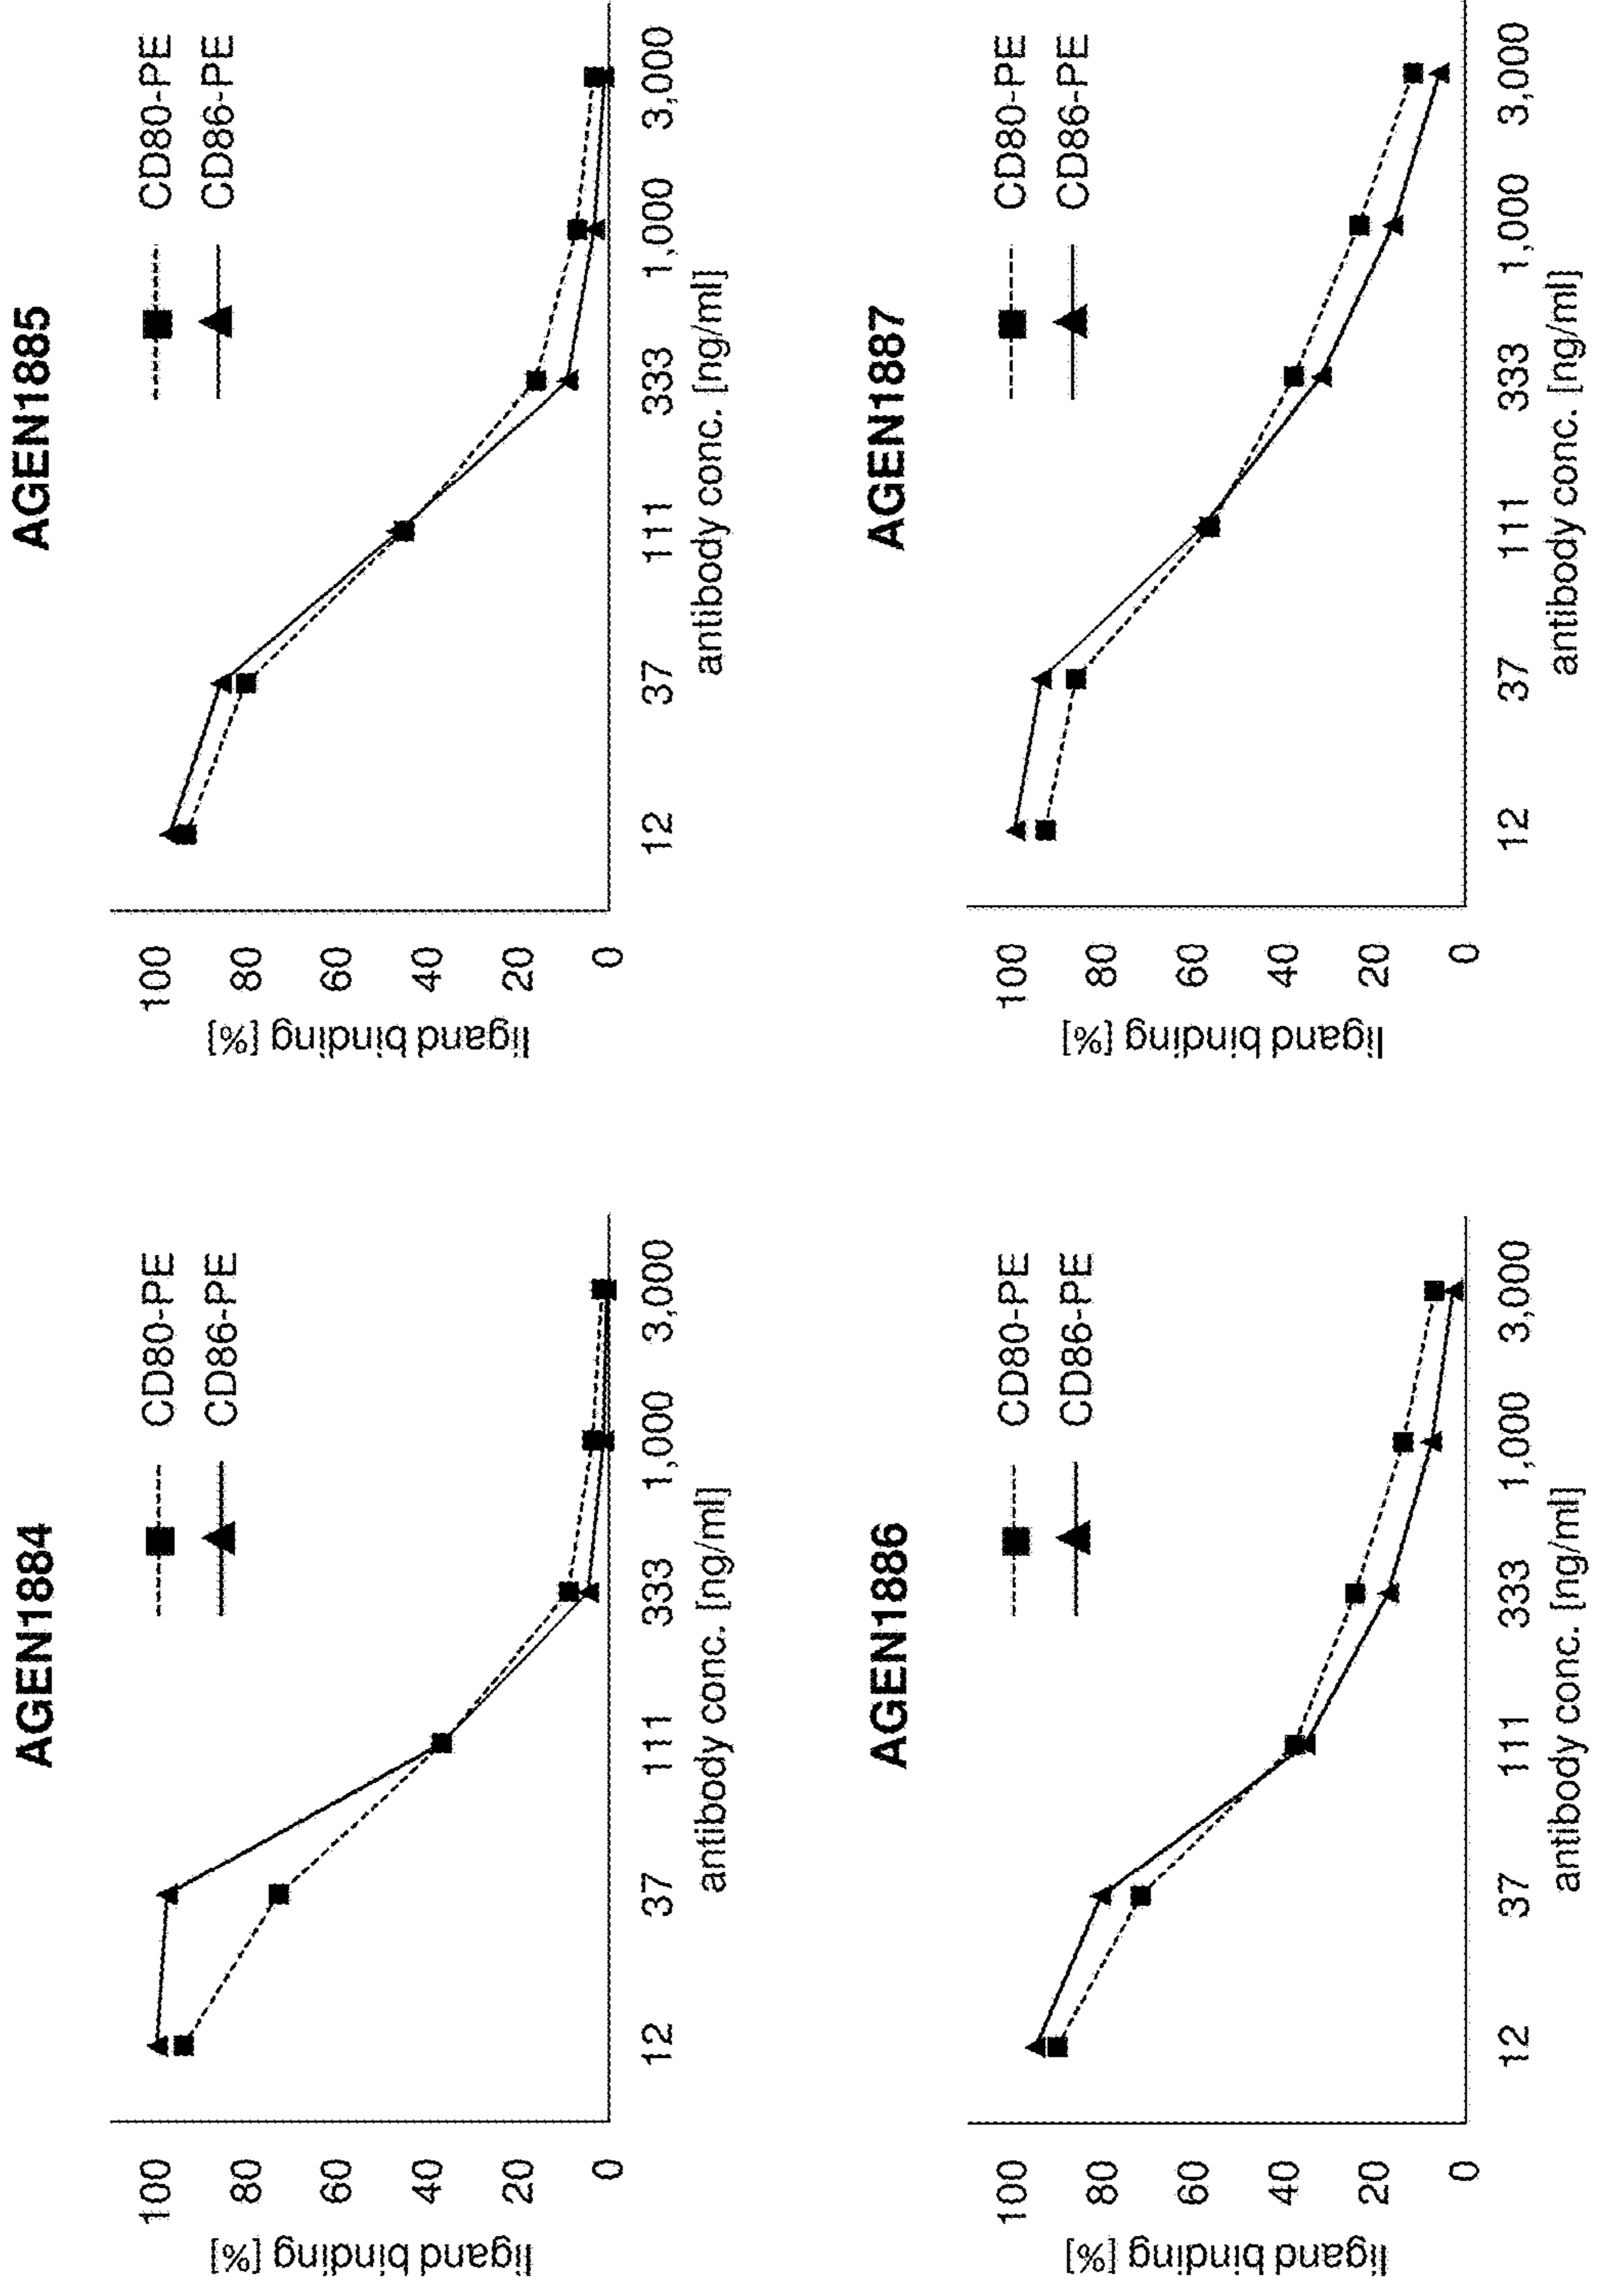 AGEN1884
CD80-PE
CD86-PE
ligand binding [%]
100
80
60
40
20
0
12
37
111
333
1,000
3,000
antibody conc. [ng/ml]
AGEN1885
CD80-PE
CD86-PE
ligand binding [%]
100
80
60
40
20
0
12
37
111
333
1,000
3,000
antibody conc. [ng/ml]
AGEN1886
CD80-PE
CD86-PE
ligand binding [%]
100
80
60
40
20
0
12
37
111
333
1,000
3,000
antibody conc. [ng/ml]
AGEN1887
CD80-PE
CD86-PE
ligand binding [%]
100
80
60
40
20
0
12
37
111
333
1,000
3,000
antibody conc. [ng/ml]